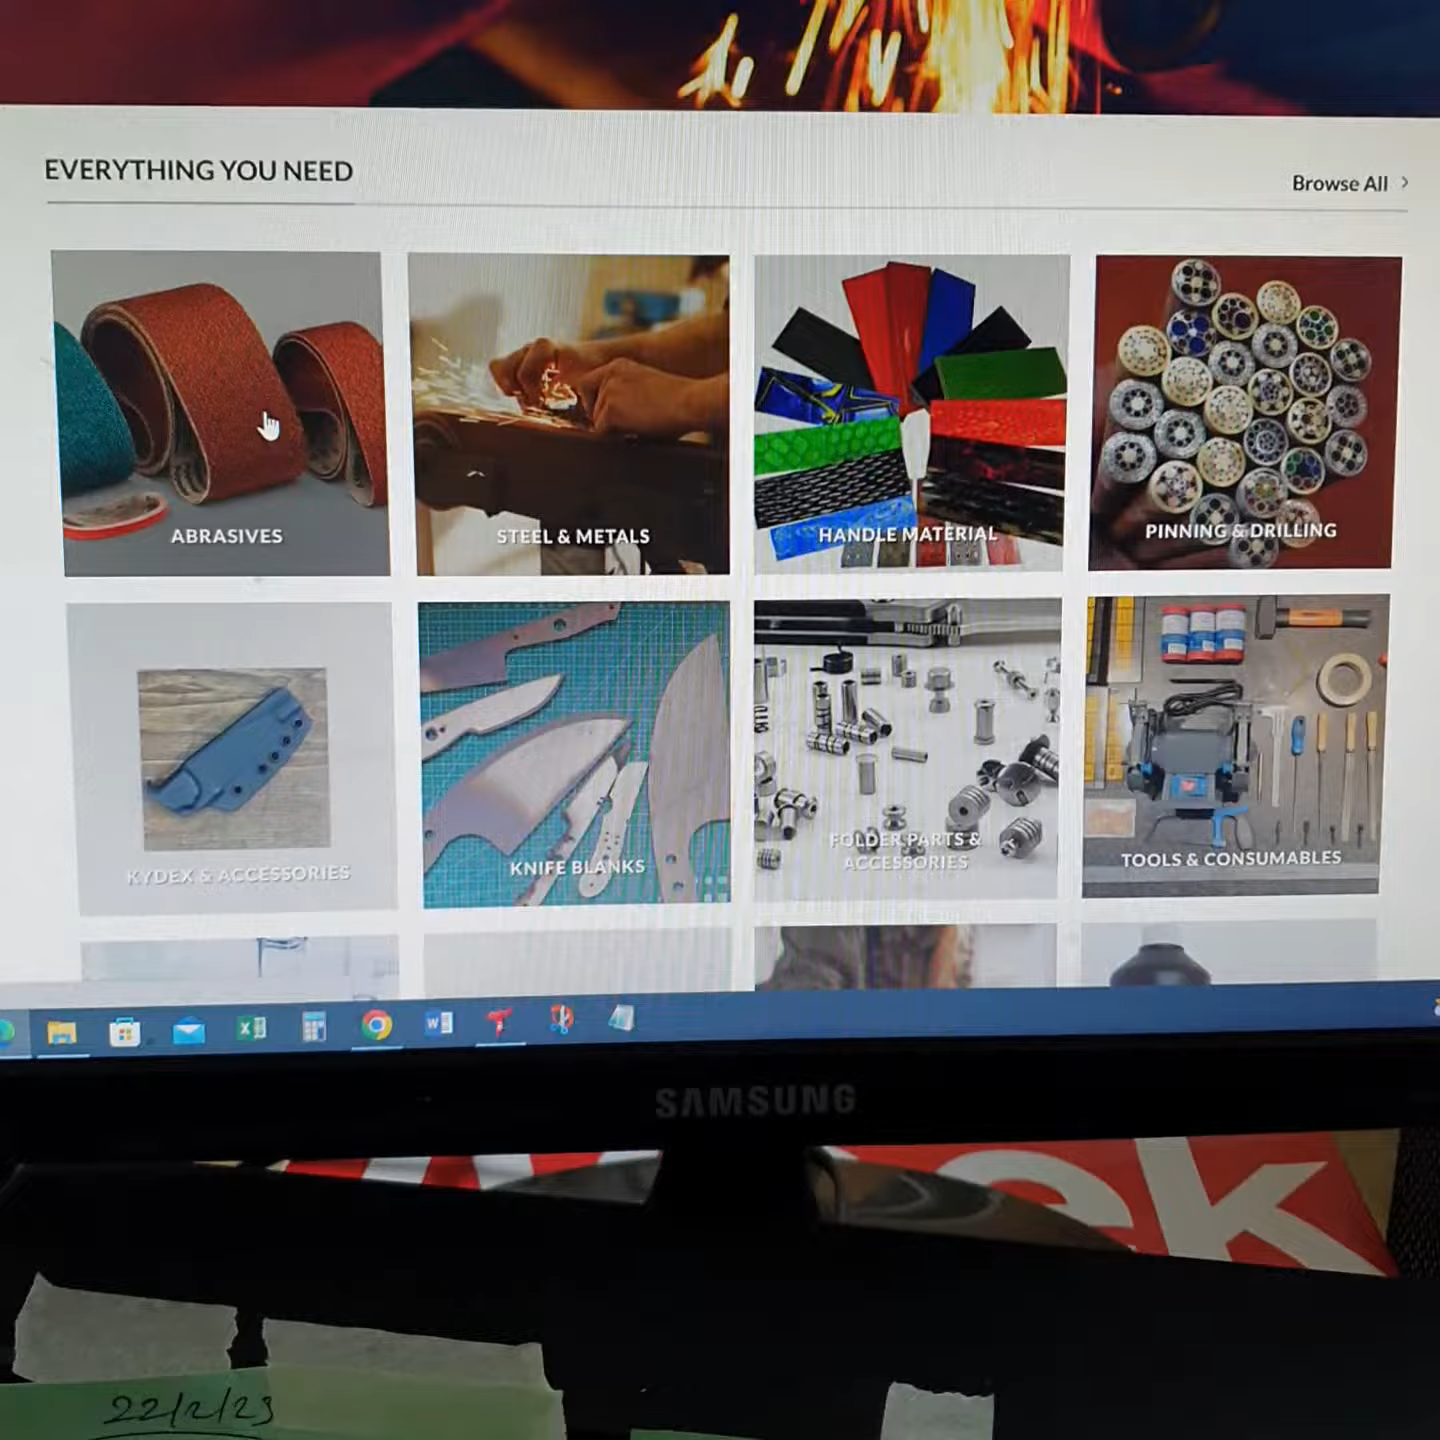 EVERYTHING YOU NEED
Browse All
ABRASIVES
STEEL & METALS
HANDLE MATERIAL
PINNING & DRILLING
KYDEX & ACCESSORIES
KNIFE BLANKS
FOLDER PARTS &
ACCESSORIES
TOOLS & CONSUMABLES
SAMSUNG
ek
22/2/23